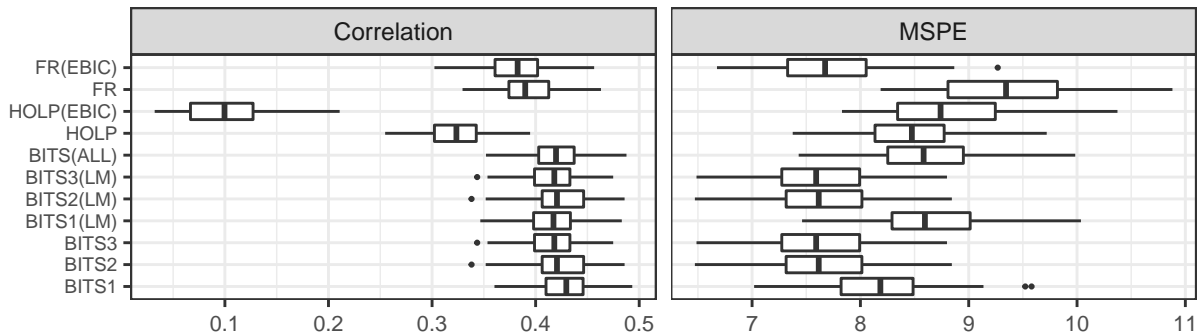 Correlation MSPE
FR(EBIC)
FR
HOLP(EBIC)
HOLP
BITS(ALL)
BITS3(LM)
BITS2(LM)
BITS1(LM)
BITS3
BITS2
BITS1
0.1 0.2 0.3 0.4 0.5 7 8 9 10 11